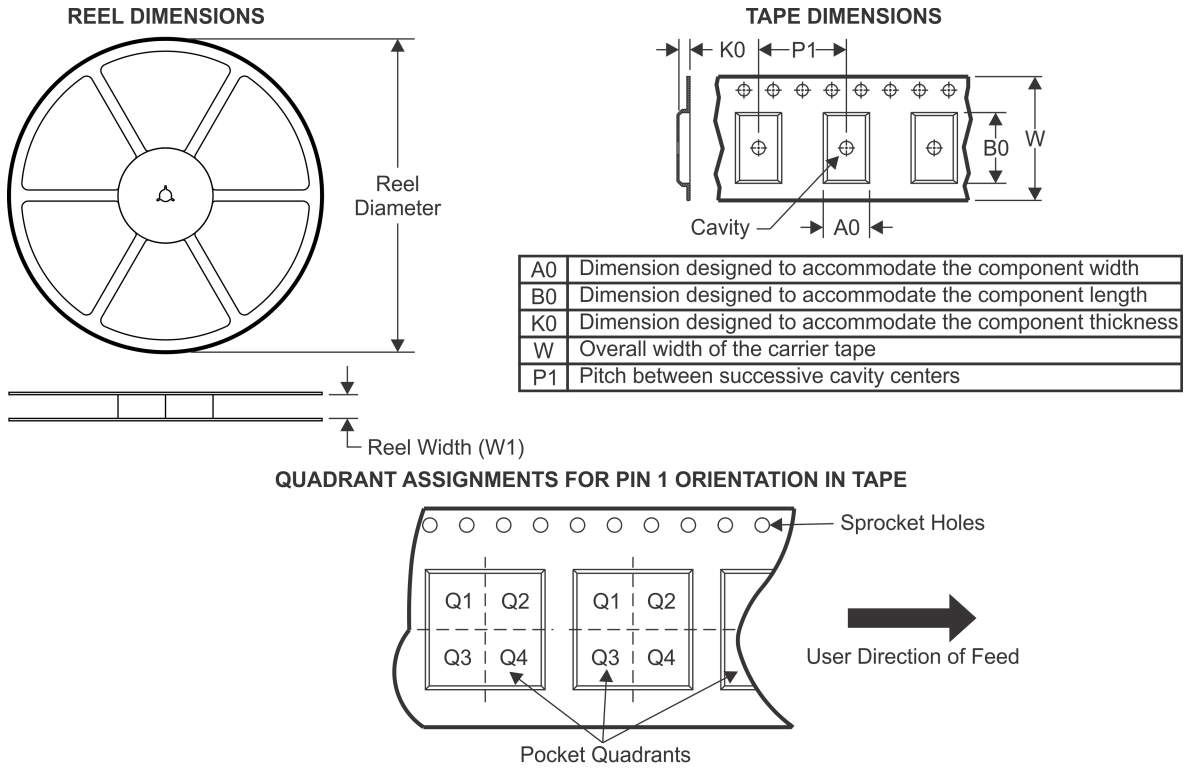 REEL DIMENSIONS
Reel
Diameter
Reel Width (W1)
TAPE DIMENSIONS
K0
P1
B0
W
Cavity
A0
A0 Dimension designed to accommodate the component width
B0 Dimension designed to accommodate the component length
K0 Dimension designed to accommodate the component thickness
W Overall width of the carrier tape
P1 Pitch between successive cavity centers
QUADRANT ASSIGNMENTS FOR PIN 1 ORIENTATION IN TAPE
Sprocket Holes
Q1 Q2 Q1 Q2
Q3 Q4 Q3 Q4
User Direction of Feed
Pocket Quadrants